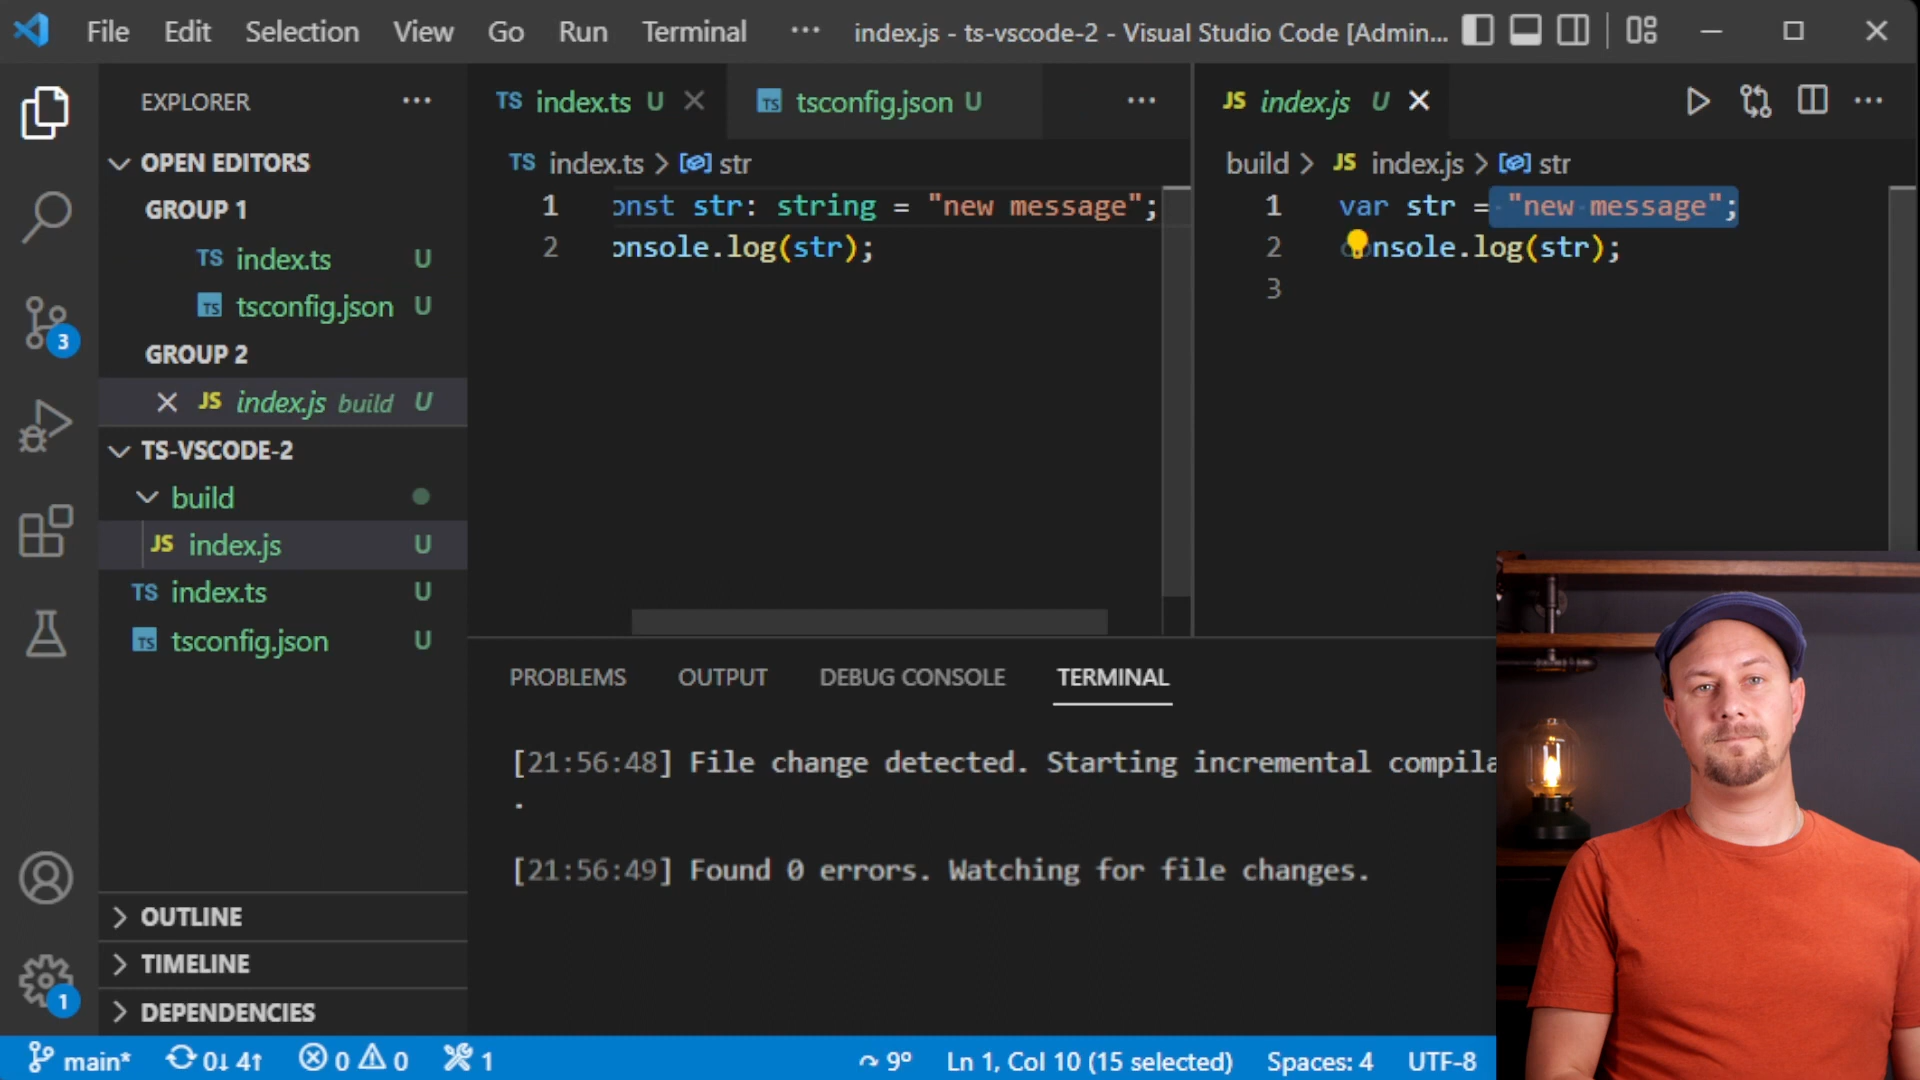 File Edit Selection View Go Run Terminal ··· index.js - ts-vscode-2 - Visual Studio Code [Admin...
EXPLORER ···
OPEN EDITORS
GROUP 1
TS index.ts U
TS tsconfig.json U
GROUP 2
JS index.js build U
TS-VSCODE-2
build
JS index.js U
TS index.ts U
TS tsconfig.json U
OUTLINE
TIMELINE
DEPENDENCIES
3
1
TS index.ts U TS tsconfig.json U ···
TS index.ts > str
1 onst str: string = "new message";
2 onsole.log(str);
JS index.js U ···
build > JS index.js > str
1 var str = "new message";
2 onsole.log(str);
3
PROBLEMS OUTPUT DEBUG CONSOLE TERMINAL
[21:56:48] File change detected. Starting incremental compila
.
[21:56:49] Found 0 errors. Watching for file changes.
main* 0↓ 4↑ 0 0 1 9° Ln 1, Col 10 (15 selected) Spaces: 4 UTF-8